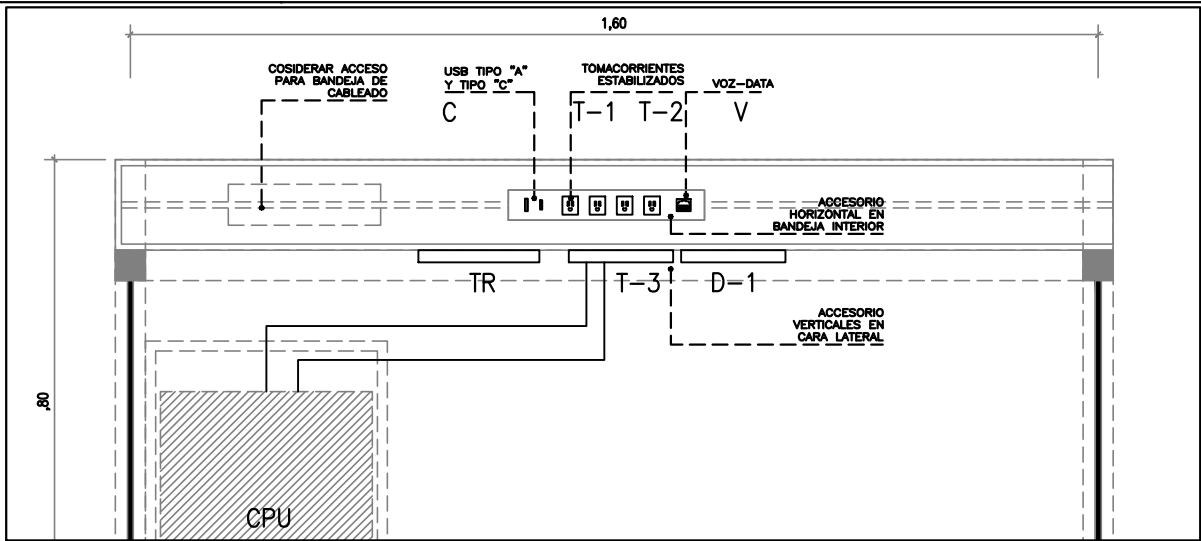 1,60
COSIDERAR ACCESO
PARA BANDEJA DE
CABLEADO
USB TIPO "A"
Y TIPO "C"
C
TOMACORRIENTES
ESTABILIZADOS
T-1 T-2
VOZ-DATA
V
ACCESORIO
HORIZONTAL EN
BANDEJA INTERIOR
TR
T-3
D-1
ACCESORIO
VERTICALES EN
CARA LATERAL
,80
CPU